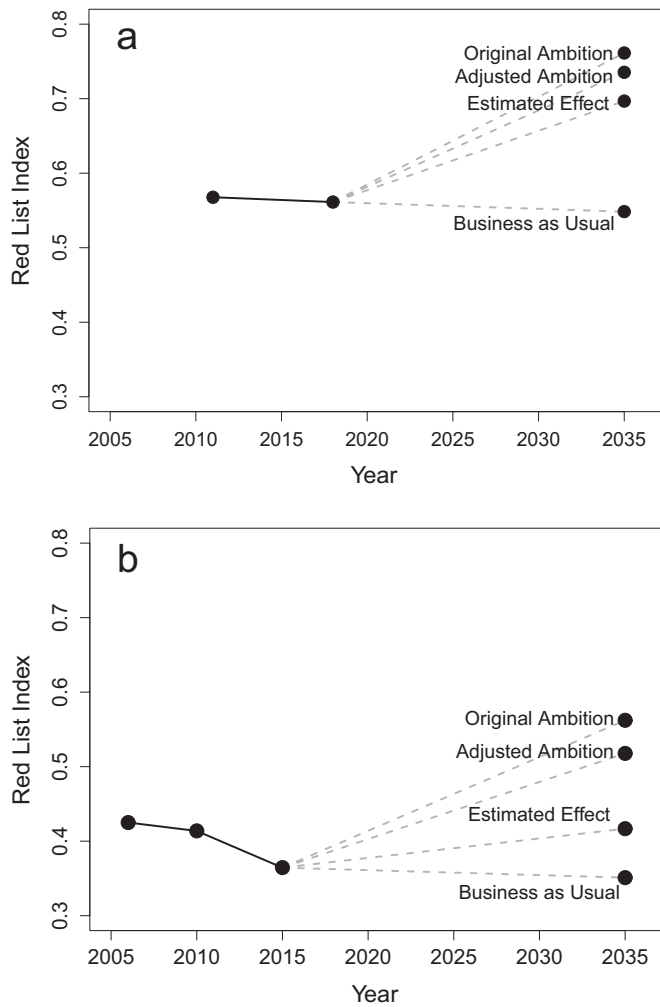 a
0.8
Original Ambition
Adjusted Ambition
0.7
Estimated Effect
0.6
Business as Usual
0.5
0.4
0.3
Red List Index
2005 2010 2015 2020 2025 2030 2035
Year
b
0.8
0.7
0.6
Original Ambition
Adjusted Ambition
0.5
Estimated Effect
0.4
Business as Usual
0.3
Red List Index
2005 2010 2015 2020 2025 2030 2035
Year